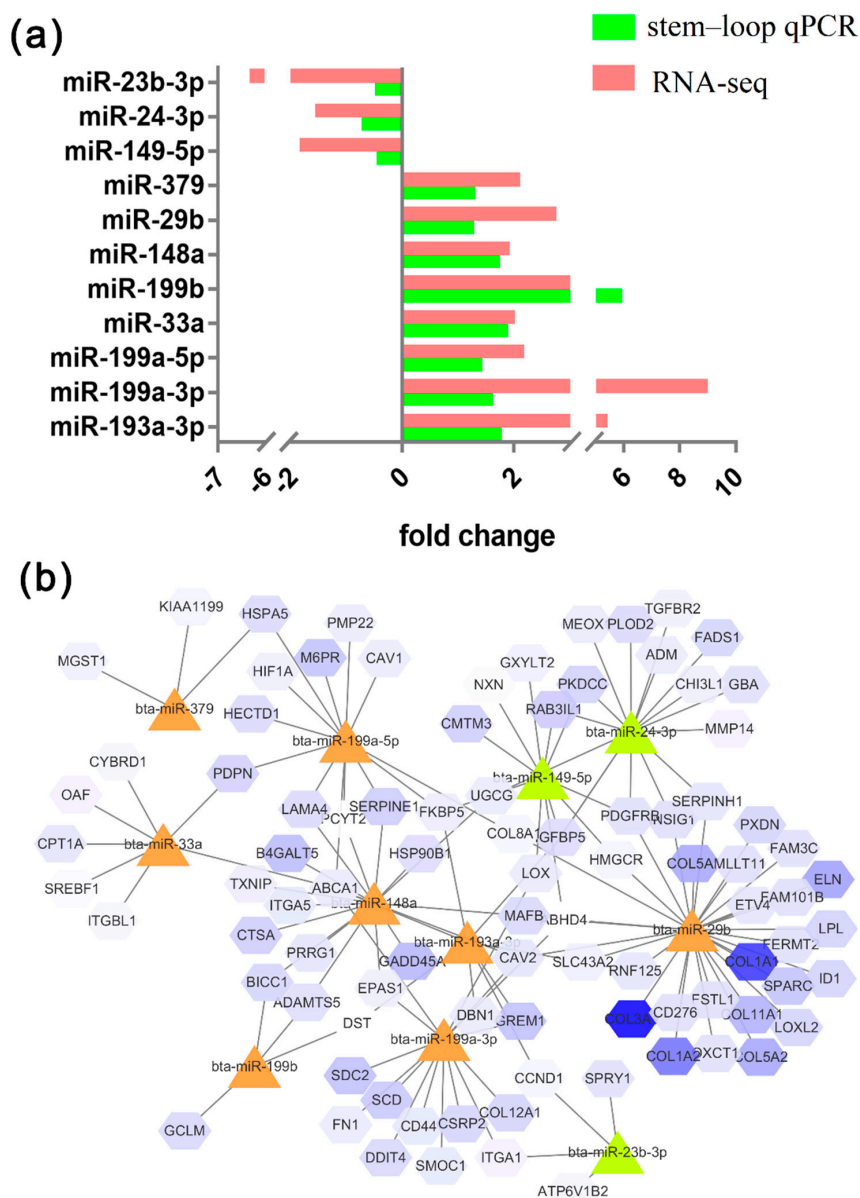 (a)
stem–loop qPCR
RNA-seq
miR-23b-3p
miR-24-3p
miR-149-5p
miR-379
miR-29b
miR-148a
miR-199b
miR-33a
miR-199a-5p
miR-199a-3p
miR-193a-3p
-7 -6 -2 0 2 6 10
fold change
(b)
KIAA1199
HSPA5
PMP22
MGST1
M6PR
HIF1A
CAV1
bta-miR-379
HECTD1
bta-miR-199a-5p
TGFBR2
MEOX
PLOD2
FADS1
GXYLT2
ADM
NXN
PKDCC
CHI3L1
GBA
RAB3IL1
CMTM3
MMP14
bta-miR-24-3p
CYBRD1
PDPN
OAF
bta-miR-149-5p
LAMA4
SERPINE1
FKBP5
UGCG
PCYT2
CPT1A
bta-miR-33a
COL8A1
IGFBP5
PDGFRB
NSIG1
SERPINH1
PXDN
B4GALT5
HSP90B1
HMGCR
COL5A
MLLT11
FAM3C
SREBF1
TXNIP
ABCA1
ITGA5
LOX
ELN
ITGBL1
bta-miR-148a
ETV4
FAM101B
CTSA
MAFB
ABHD4
bta-miR-29b
LPL
PRRG1
bta-miR-193a-3p
FERMT2
GADD45A
CAV2
SLC43A2
COL1A1
BICC1
RNF125
SPARC
ID1
ADAMTS5
EPAS1
FSTL1
DBN1
DST
GREM1
COL3A
CD276
COL11A1
LOXL2
bta-miR-199b
bta-miR-199a-3p
COL1A2
OXCT1
COL5A2
SDC2
CCND1
SPRY1
SCD
COL12A1
GCLM
FN1
CD44
CSRP2
DDIT4
SMOC1
ITGA1
bta-miR-23b-3p
ATP6V1B2